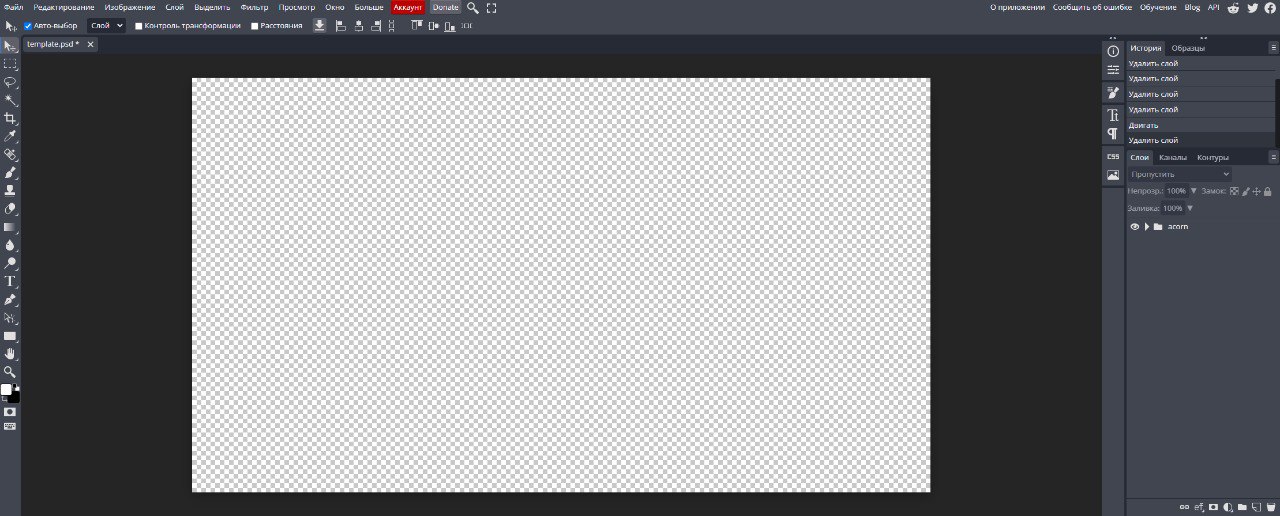 Файл Редактирование Изображение Слой Выделить Фильтр Просмотр Окно Больше Аккаунт Donate О приложении Сообщить об ошибке Обучение Blog API
Авто-выбор Слой Контроль трансформации Расстояния
template.psd *
История Образцы
Удалить слой
Удалить слой
Удалить слой
Удалить слой
Двигать
Удалить слой
Слои Каналы Контуры
Пропустить
Непрозр.: 100% Замок:
Заливка: 100%
acorn
CSS